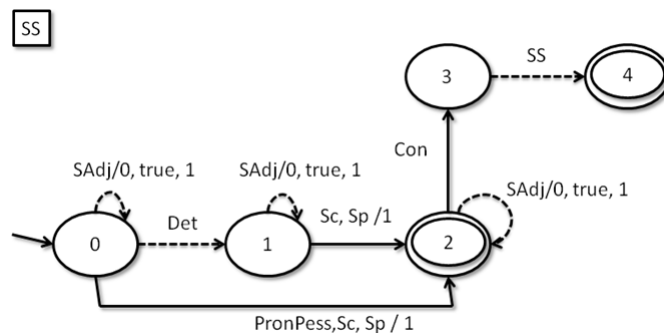 SS
3
SS
4
Con
SAdj/0, true, 1
SAdj/0, true, 1
SAdj/0, true, 1
0
Det
1
Sc, Sp /1
2
PronPess,Sc, Sp / 1